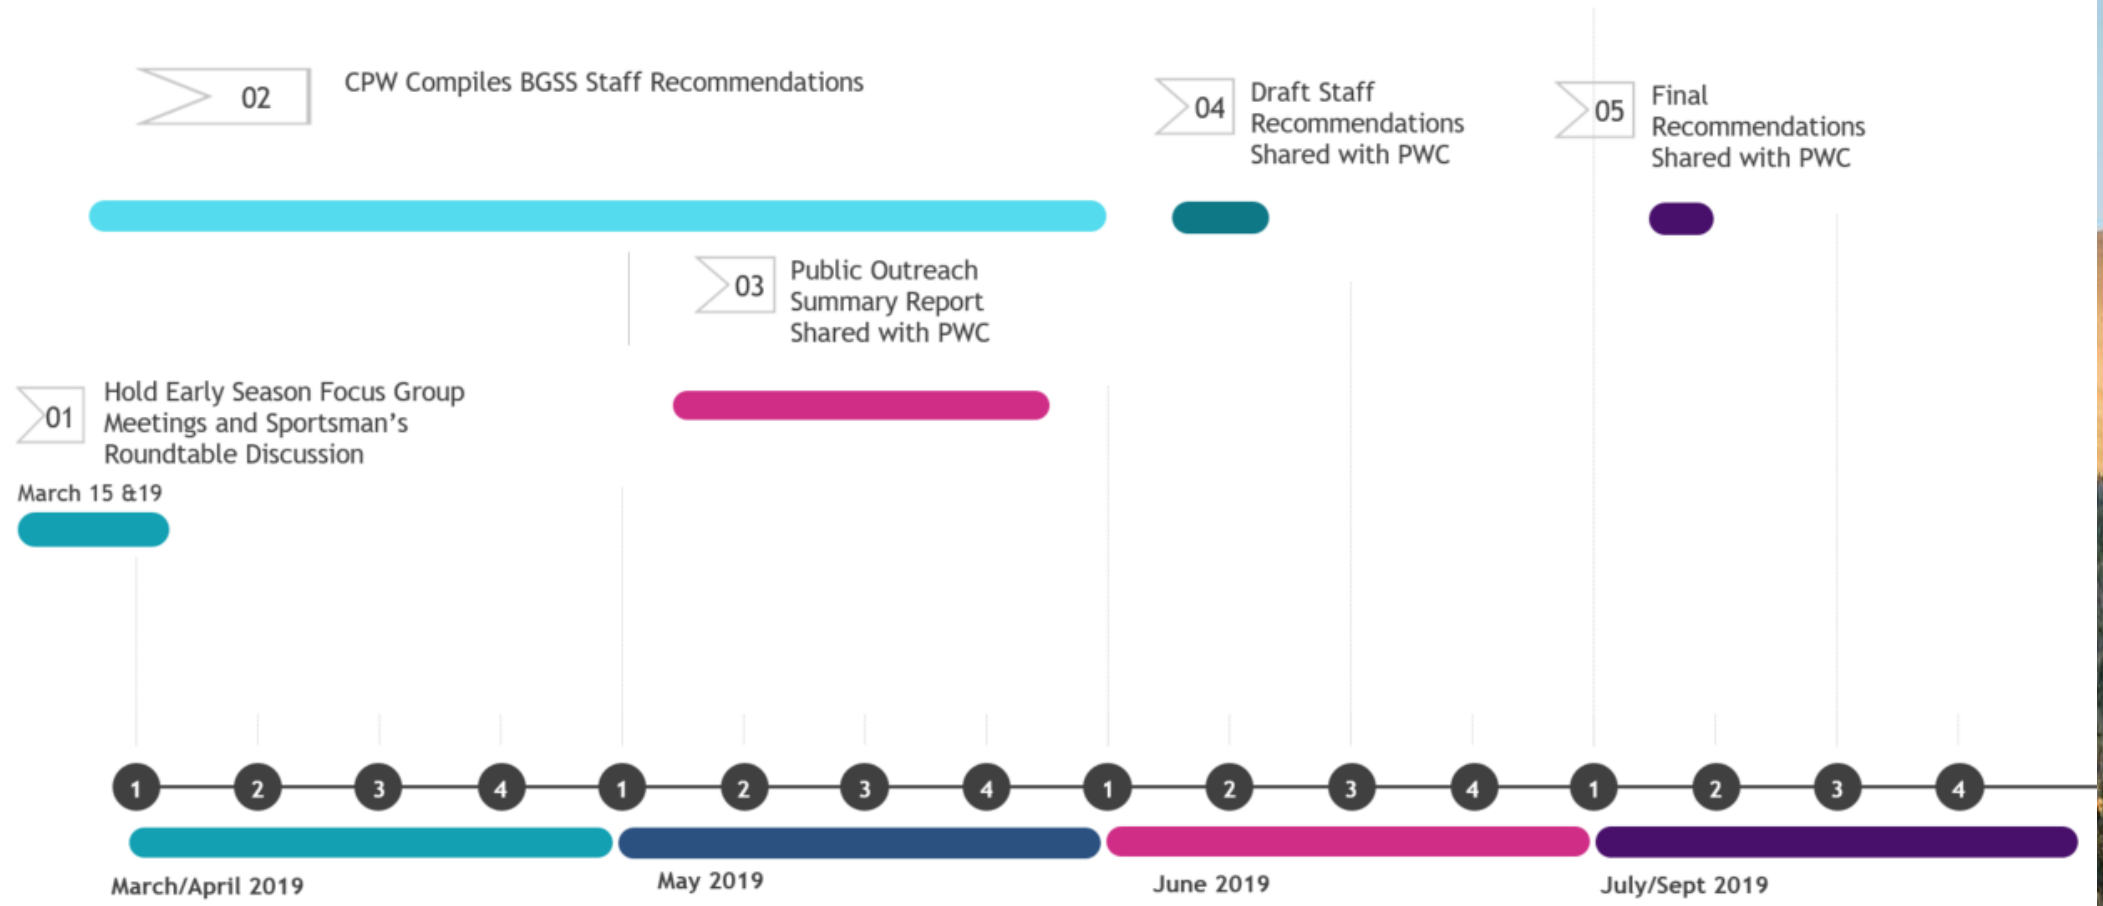 02
CPW Compiles BGSS Staff Recommendations
04
Draft Staff
Recommendations
Shared with PWC
05
Final
Recommendations
Shared with PWC
03
Public Outreach
Summary Report
Shared with PWC
01
Hold Early Season Focus Group
Meetings and Sportsman’s
Roundtable Discussion
March 15 &19
1 2 3 4 1 2 3 4 1 2 3 4 1 2 3 4
March/April 2019
May 2019
June 2019
July/Sept 2019